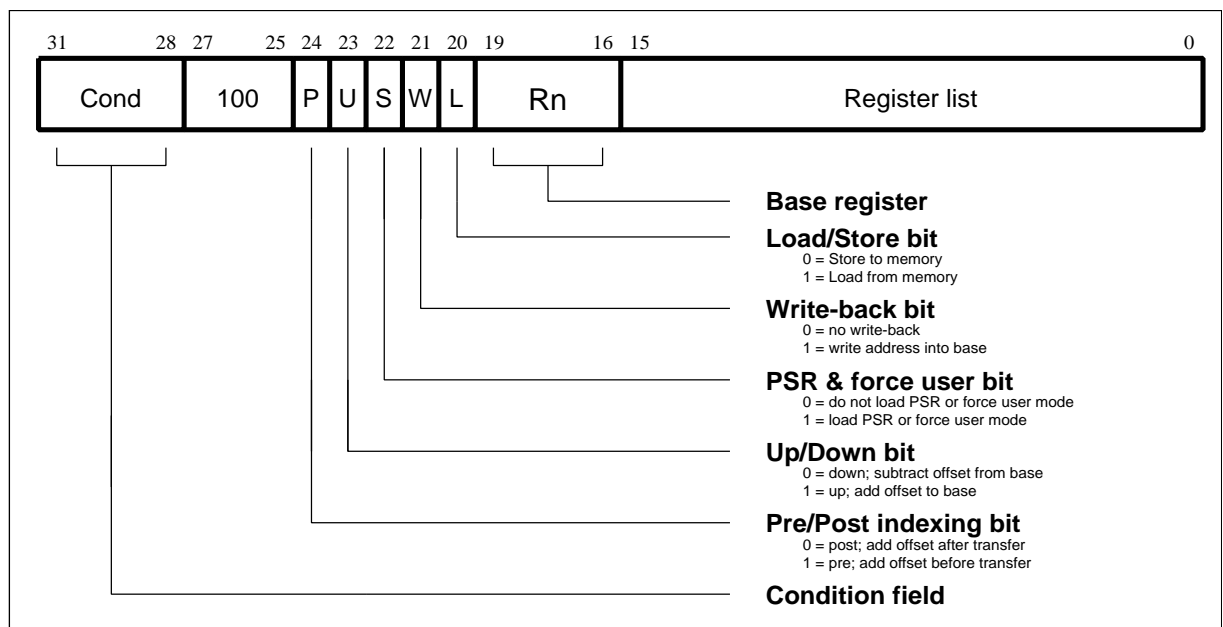 31 28 27 25 24 23 22 21 20 19 16 15 0
Cond 100 P U S W L Rn Register list
Base register
Load/Store bit
0 = Store to memory
1 = Load from memory
Write-back bit
0 = no write-back
1 = write address into base
PSR & force user bit
0 = do not load PSR or force user mode
1 = load PSR or force user mode
Up/Down bit
0 = down; subtract offset from base
1 = up; add offset to base
Pre/Post indexing bit
0 = post; add offset after transfer
1 = pre; add offset before transfer
Condition field